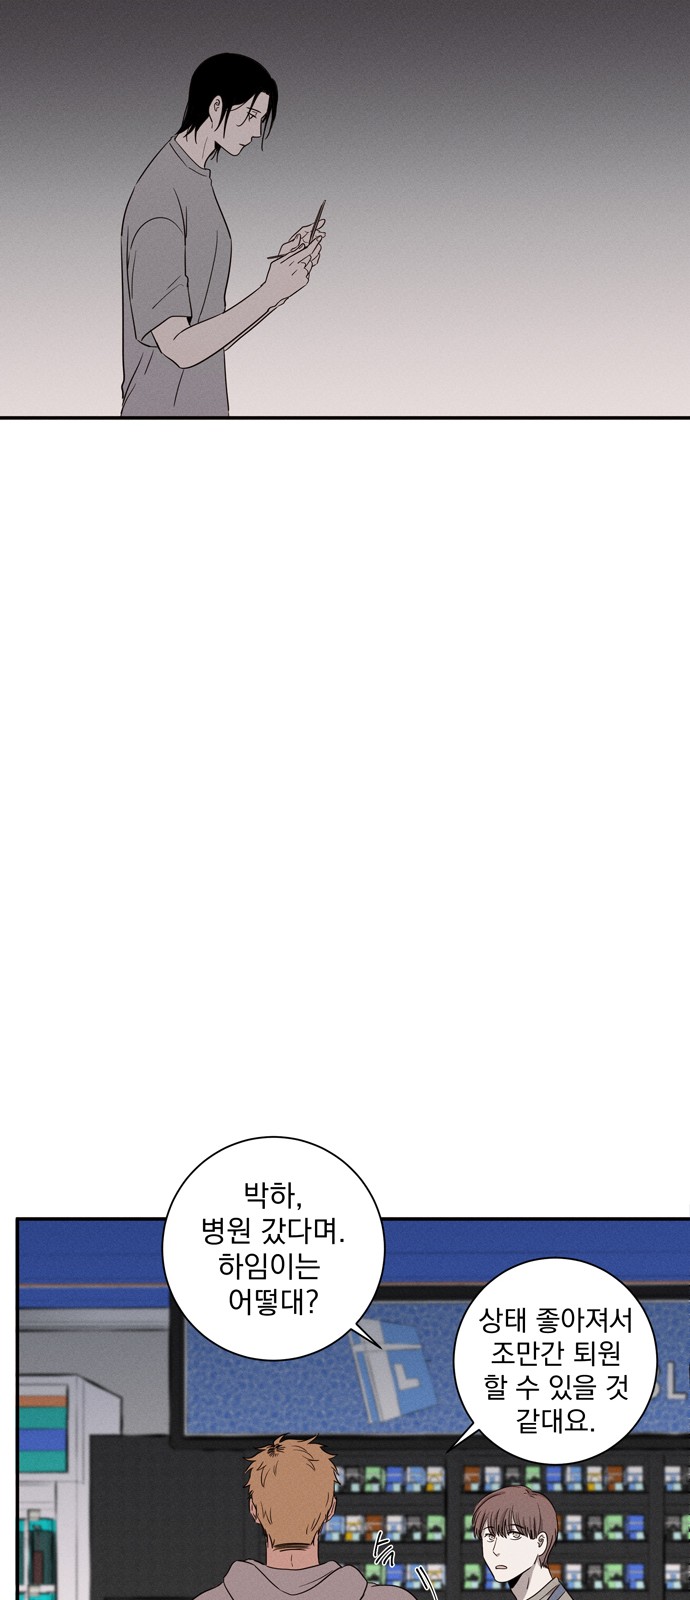 박하,
병원 갔다며.
하임이는
어떻대?
상태 좋아져서
조만간 퇴원
할 수 있을 것
같대요.